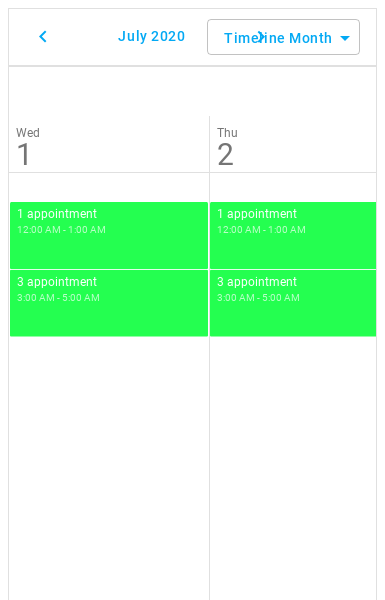 July 2020
Timeline Month
Wed
1
Thu
2
1 appointment
12:00 AM - 1:00 AM
3 appointment
3:00 AM - 5:00 AM
1 appointment
12:00 AM - 1:00 AM
3 appointment
3:00 AM - 5:00 AM